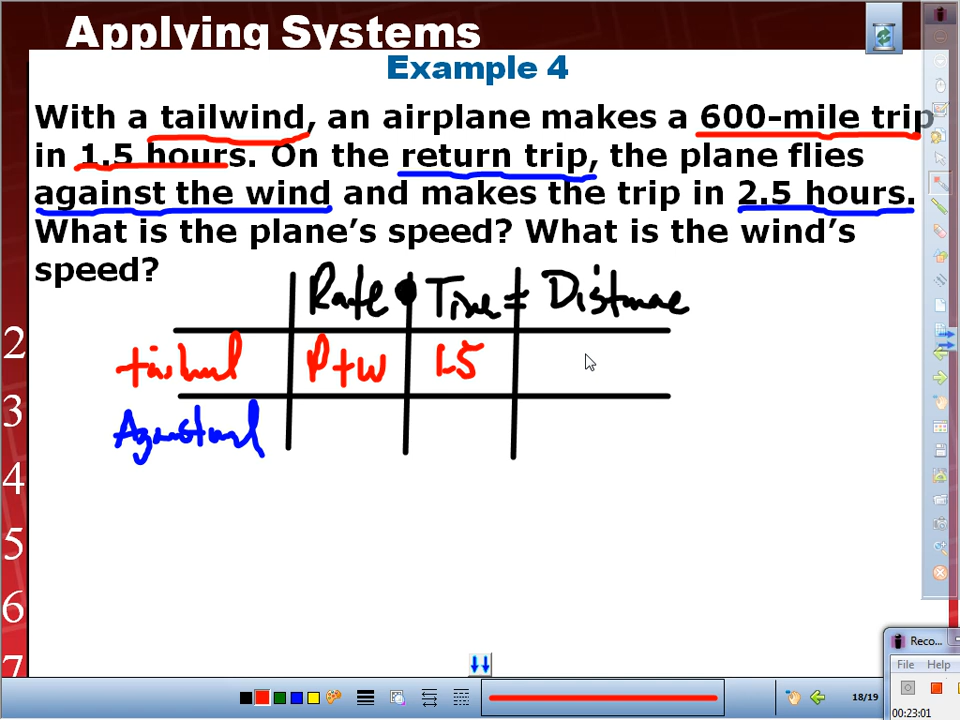 Applying Systems
Example 4
With a tailwind, an airplane makes a 600-mile trip
in 1.5 hours. On the return trip, the plane flies
against the wind and makes the trip in 2.5 hours.
What is the plane's speed? What is the wind's
speed?
Rate • Time = Distance
tailwind P+W 1.5
Against wind
2
3
4
5
6
7
Reco...
File Help
18/19
00:23:01